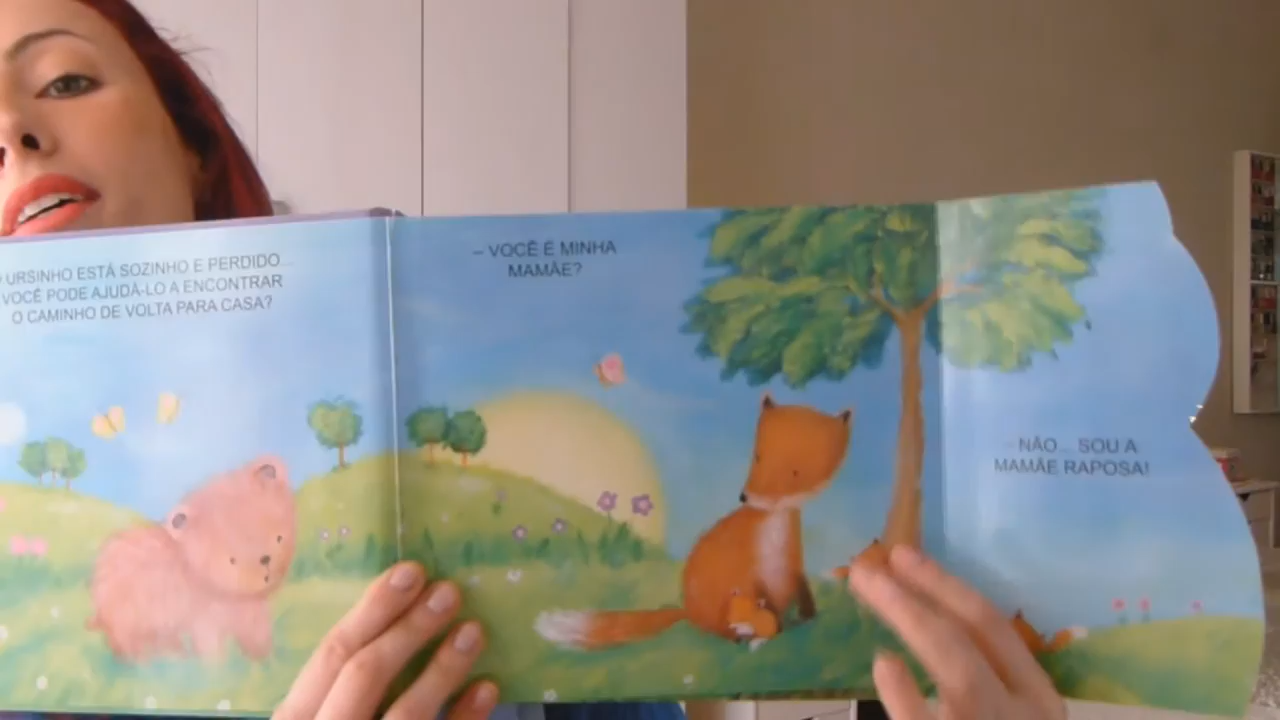 O URSINHO ESTÁ SOZINHO E PERDIDO...
VOCÊ PODE AJUDÁ-LO A ENCONTRAR
O CAMINHO DE VOLTA PARA CASA?
– VOCÊ É MINHA
MAMÃE?
– NÃO... SOU A
MAMÃE RAPOSA!